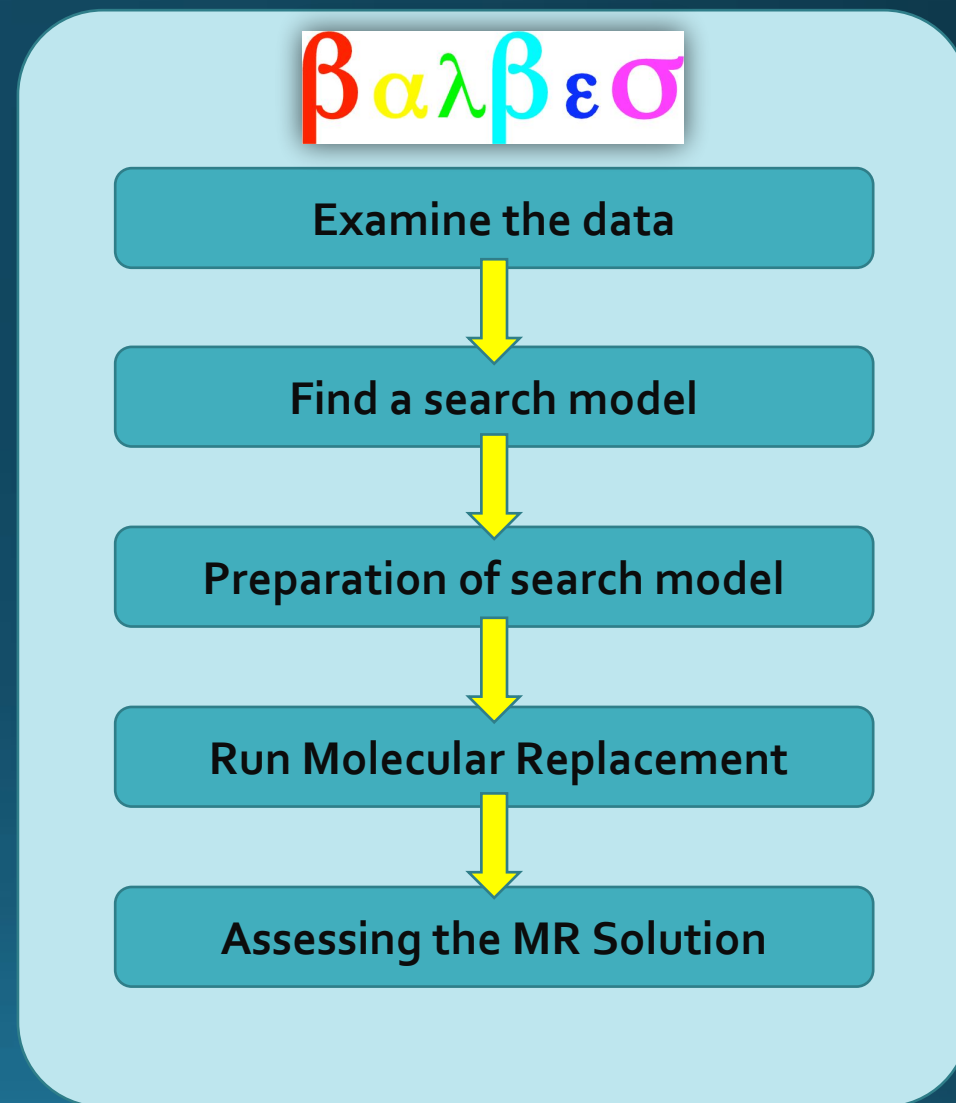 βαλβεσ
Examine the data
Find a search model
Preparation of search model
Run Molecular Replacement
Assessing the MR Solution